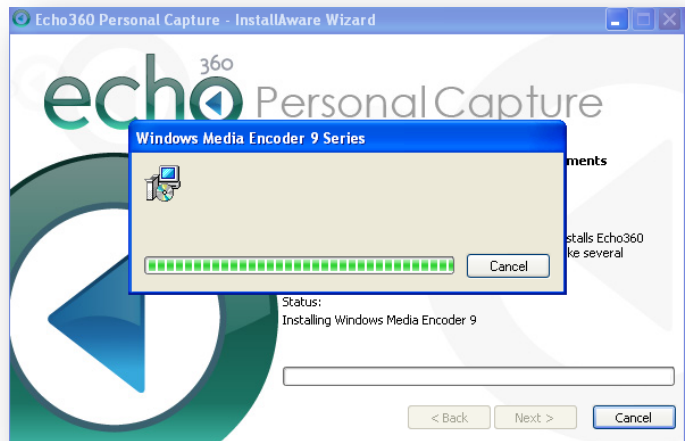 Echo360 Personal Capture - InstallAware Wizard
echo 360 Personal Capture
Windows Media Encoder 9 Series
ments
stalls Echo360
ke several
Cancel
Status:
Installing Windows Media Encoder 9
< Back Next > Cancel